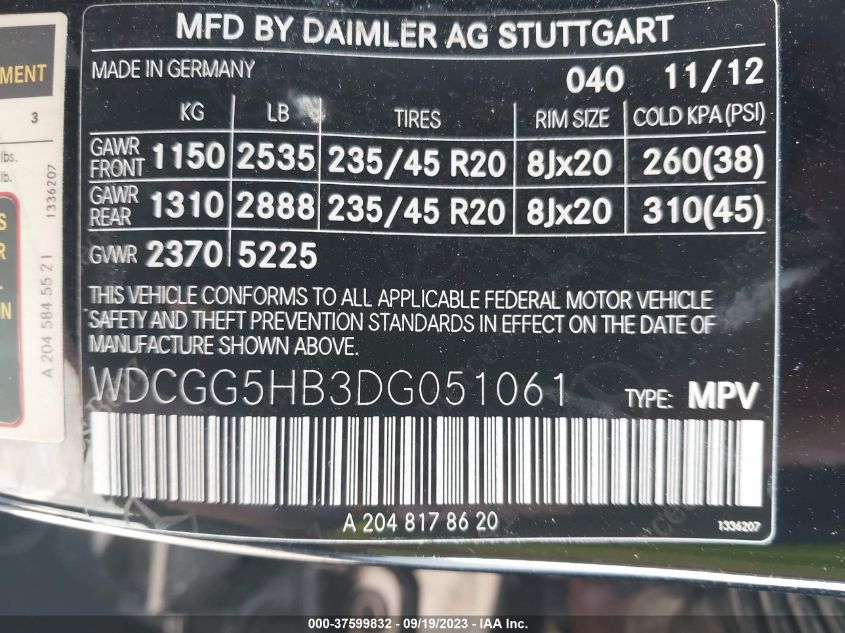 MFD BY DAIMLER AG STUTTGART
MADE IN GERMANY 040 11/12
KG LB TIRES RIM SIZE COLD KPA (PSI)
GAWR FRONT 1150 2535 235/45 R20 8Jx20 260(38)
GAWR REAR 1310 2888 235/45 R20 8Jx20 310(45)
GVWR 2370 5225
THIS VEHICLE CONFORMS TO ALL APPLICABLE FEDERAL MOTOR VEHICLE
SAFETY AND THEFT PREVENTION STANDARDS IN EFFECT ON THE DATE OF
MANUFACTURE SHOWN ABOVE.
WDCGG5HB3DG051061 TYPE: MPV
A 204 817 86 20
1336207
MENT
3
lbs.
lb.
1336207
A 204 584 55 21
S
R
L-
ON
000-37599832 - 09/19/2023 - IAA Inc.